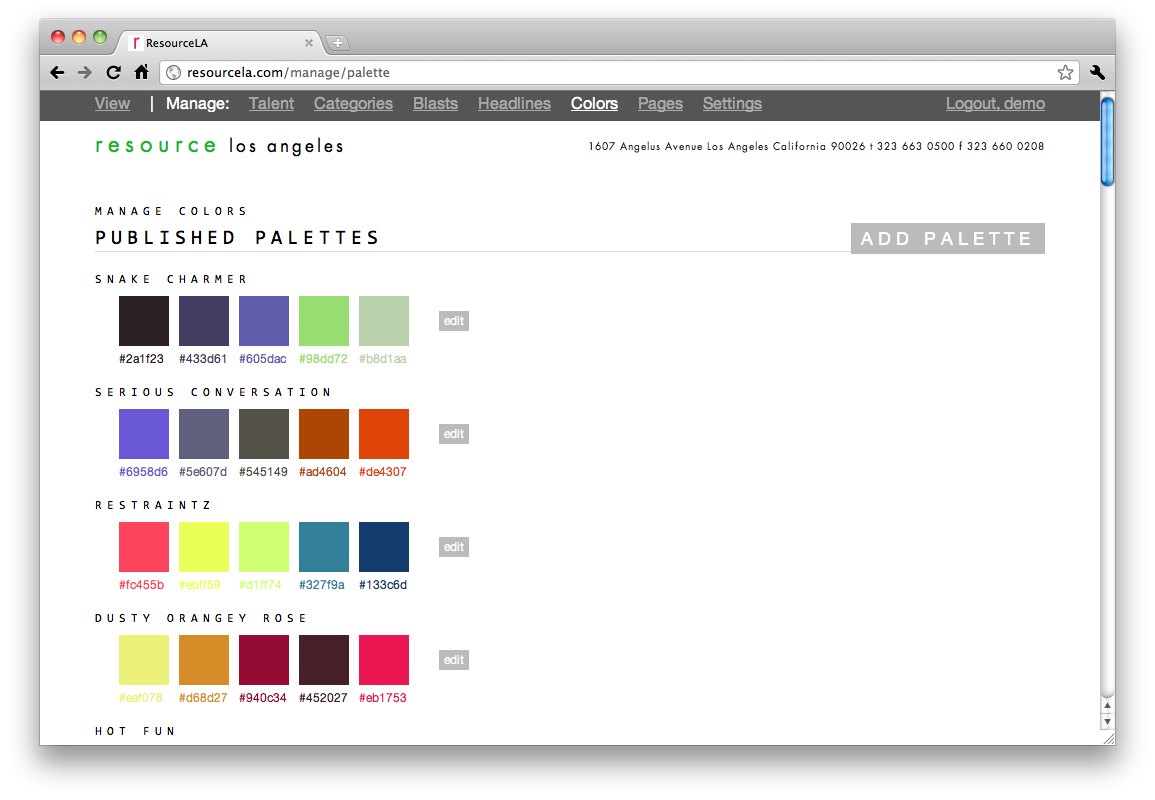 ResourceLA
resourcela.com/manage/palette
View | Manage: Talent Categories Blasts Headlines Colors Pages Settings Logout, demo
resource los angeles
1607 Angelus Avenue Los Angeles California 90026 t 323 663 0500 f 323 660 0208
MANAGE COLORS
PUBLISHED PALETTES
ADD PALETTE
SNAKE CHARMER
edit
#2a1f23 #433d61 #605dac #98dd72 #b8d1aa
SERIOUS CONVERSATION
edit
#6958d6 #5e607d #545149 #ad4604 #de4307
RESTRAINTZ
edit
#fc455b #ebff59 #d1ff74 #327f9a #133c6d
DUSTY ORANGEY ROSE
edit
#eaf078 #d68d27 #940c34 #452027 #eb1753
HOT FUN